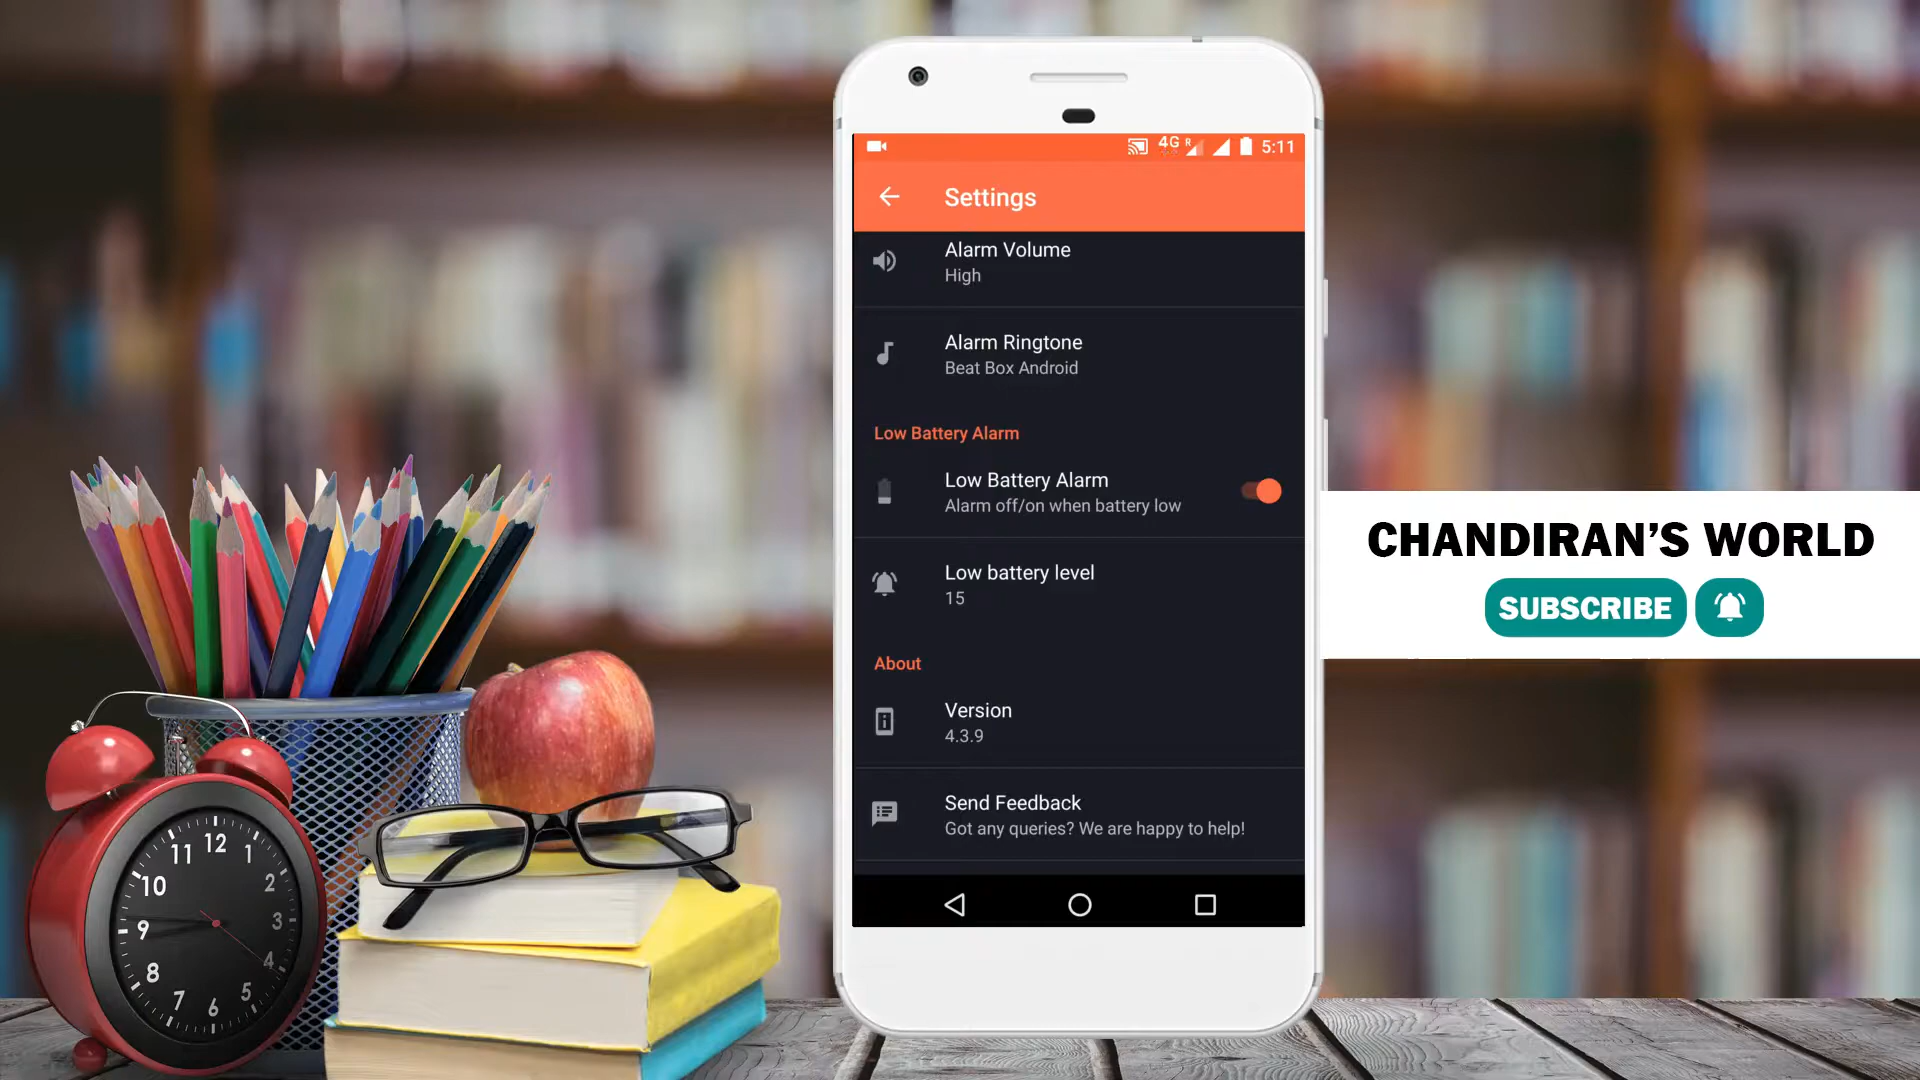 4G R 5:11
Settings
Alarm Volume
High
Alarm Ringtone
Beat Box Android
Low Battery Alarm
Low Battery Alarm
Alarm off/on when battery low
Low battery level
15
About
Version
4.3.9
Send Feedback
Got any queries? We are happy to help!
CHANDIRAN'S WORLD
SUBSCRIBE
12
11 1
10 2
9 3
8 4
7 5
6